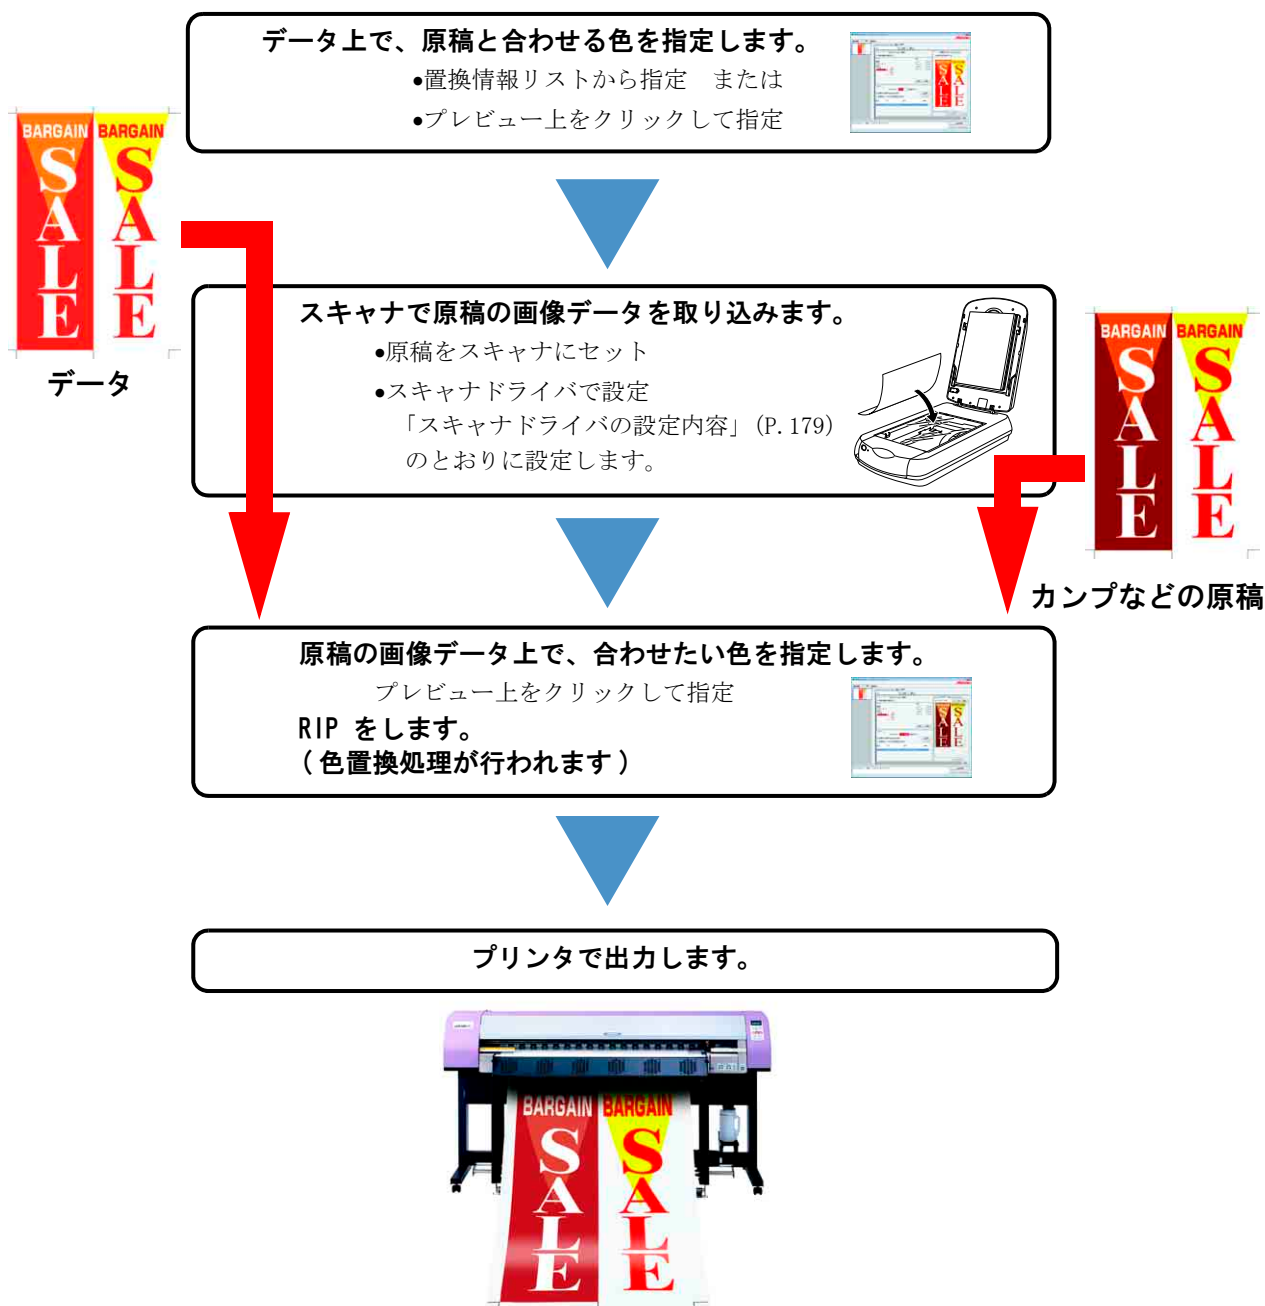 データ上で、原稿と合わせる色を指定します。
●置換情報リストから指定　または
●プレビュー上をクリックして指定
BARGAIN BARGAIN
SALE SALE
データ
スキャナで原稿の画像データを取り込みます。
●原稿をスキャナにセット
●スキャナドライバで設定
「スキャナドライバの設定内容」(P.179)
のとおりに設定します。
BARGAIN BARGAIN
SALE SALE
カンプなどの原稿
原稿の画像データ上で、合わせたい色を指定します。
プレビュー上をクリックして指定
RIP をします。
(色置換処理が行われます)
プリンタで出力します。
BARGAIN BARGAIN
SALE SALE